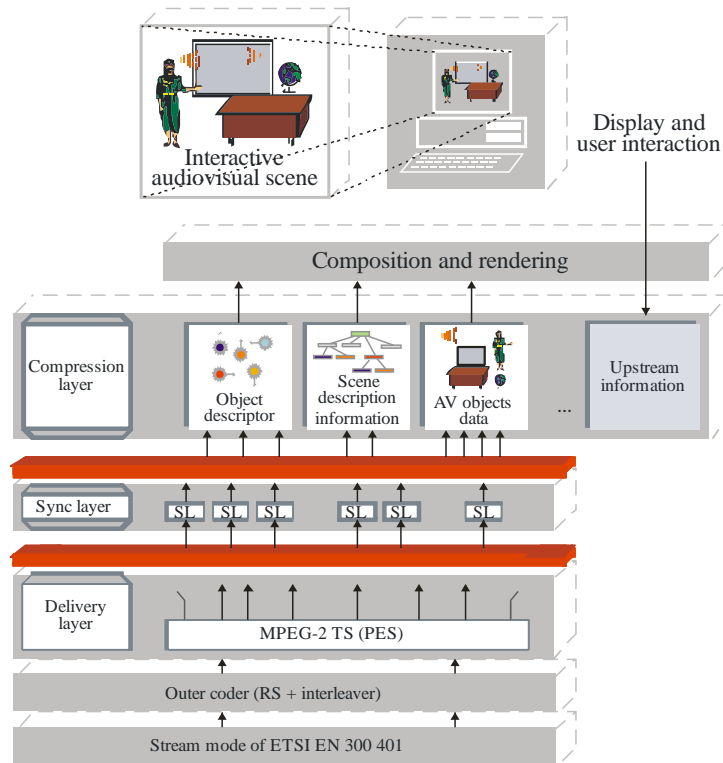 Interactive
audiovisual scene
Display and
user interaction
Composition and rendering
Compression
layer
Object
descriptor
Scene
description
information
AV objects
data
...
Upstream
information
Sync layer
SL
SL
SL
SL
SL
SL
Delivery
layer
MPEG-2 TS (PES)
Outer coder (RS + interleaver)
Stream mode of ETSI EN 300 401